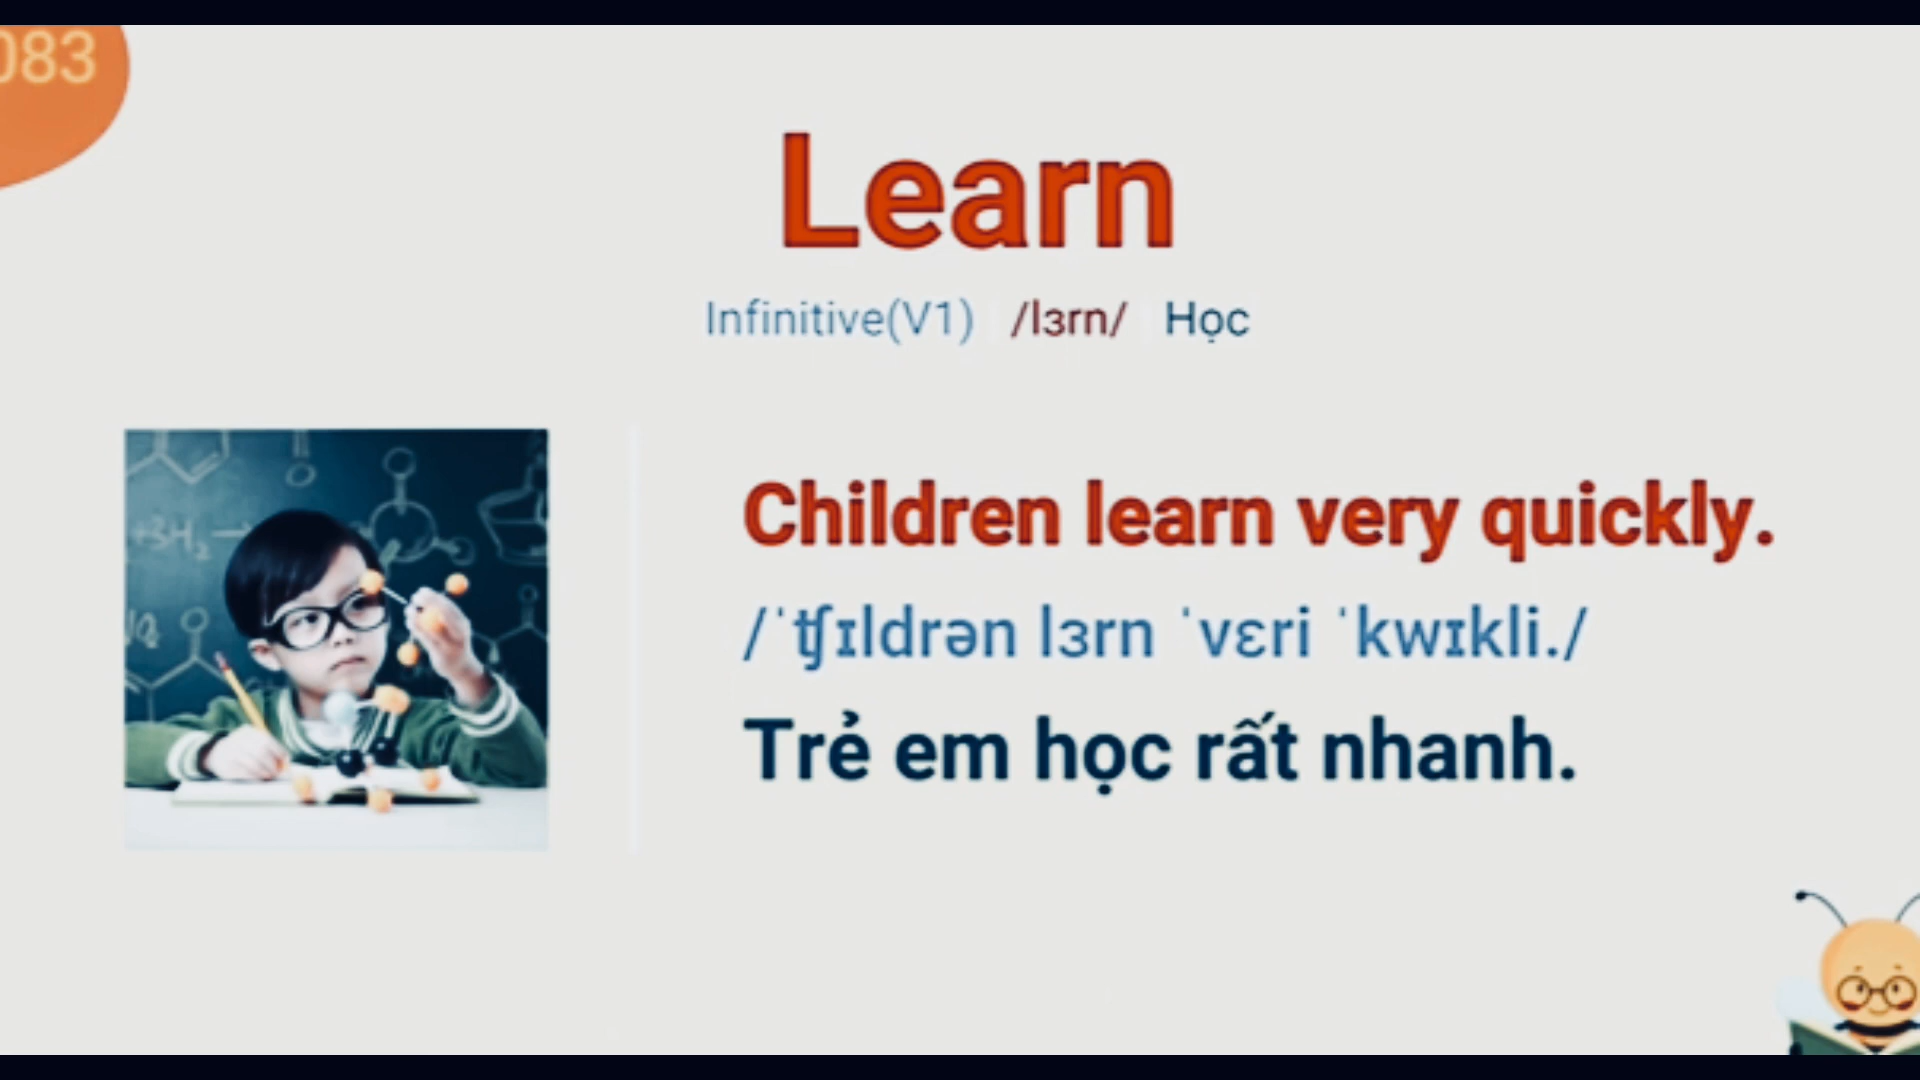 083
Learn
Infinitive(V1) /lɜrn/ Học
Children learn very quickly.
/ˈʧɪldrən lɜrn ˈvɛri ˈkwɪkli./
Trẻ em học rất nhanh.